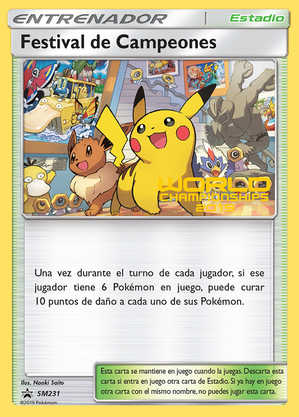 ENTRENADOR Estadio
Festival de Campeones
WORLD
CHAMPIONSHIPS
2019
Una vez durante el turno de cada jugador, si ese
jugador tiene 6 Pokémon en juego, puede curar
10 puntos de daño a cada uno de sus Pokémon.
Ilus. Naoki Saito
SM231
©2019 Pokémon
Esta carta se mantiene en juego cuando la juegas. Descarta esta
carta si entra en juego otra carta de Estadio. Si ya hay en juego
otra carta con el mismo nombre, no puedes jugar esta carta.